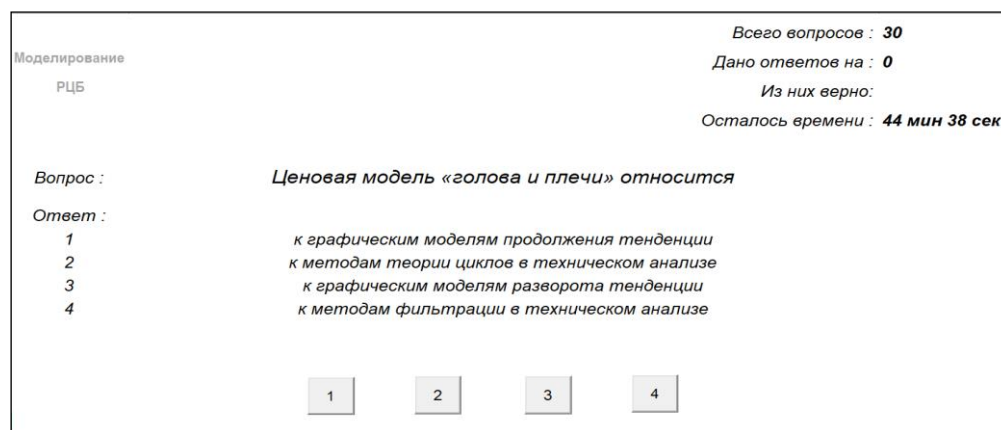 Моделирование
РЦБ
Всего вопросов : 30
Дано ответов на : 0
Из них верно:
Осталось времени : 44 мин 38 сек
Вопрос : Ценовая модель «голова и плечи» относится
Ответ :
1 к графическим моделям продолжения тенденции
2 к методам теории циклов в техническом анализе
3 к графическим моделям разворота тенденции
4 к методам фильтрации в техническом анализе
1 2 3 4